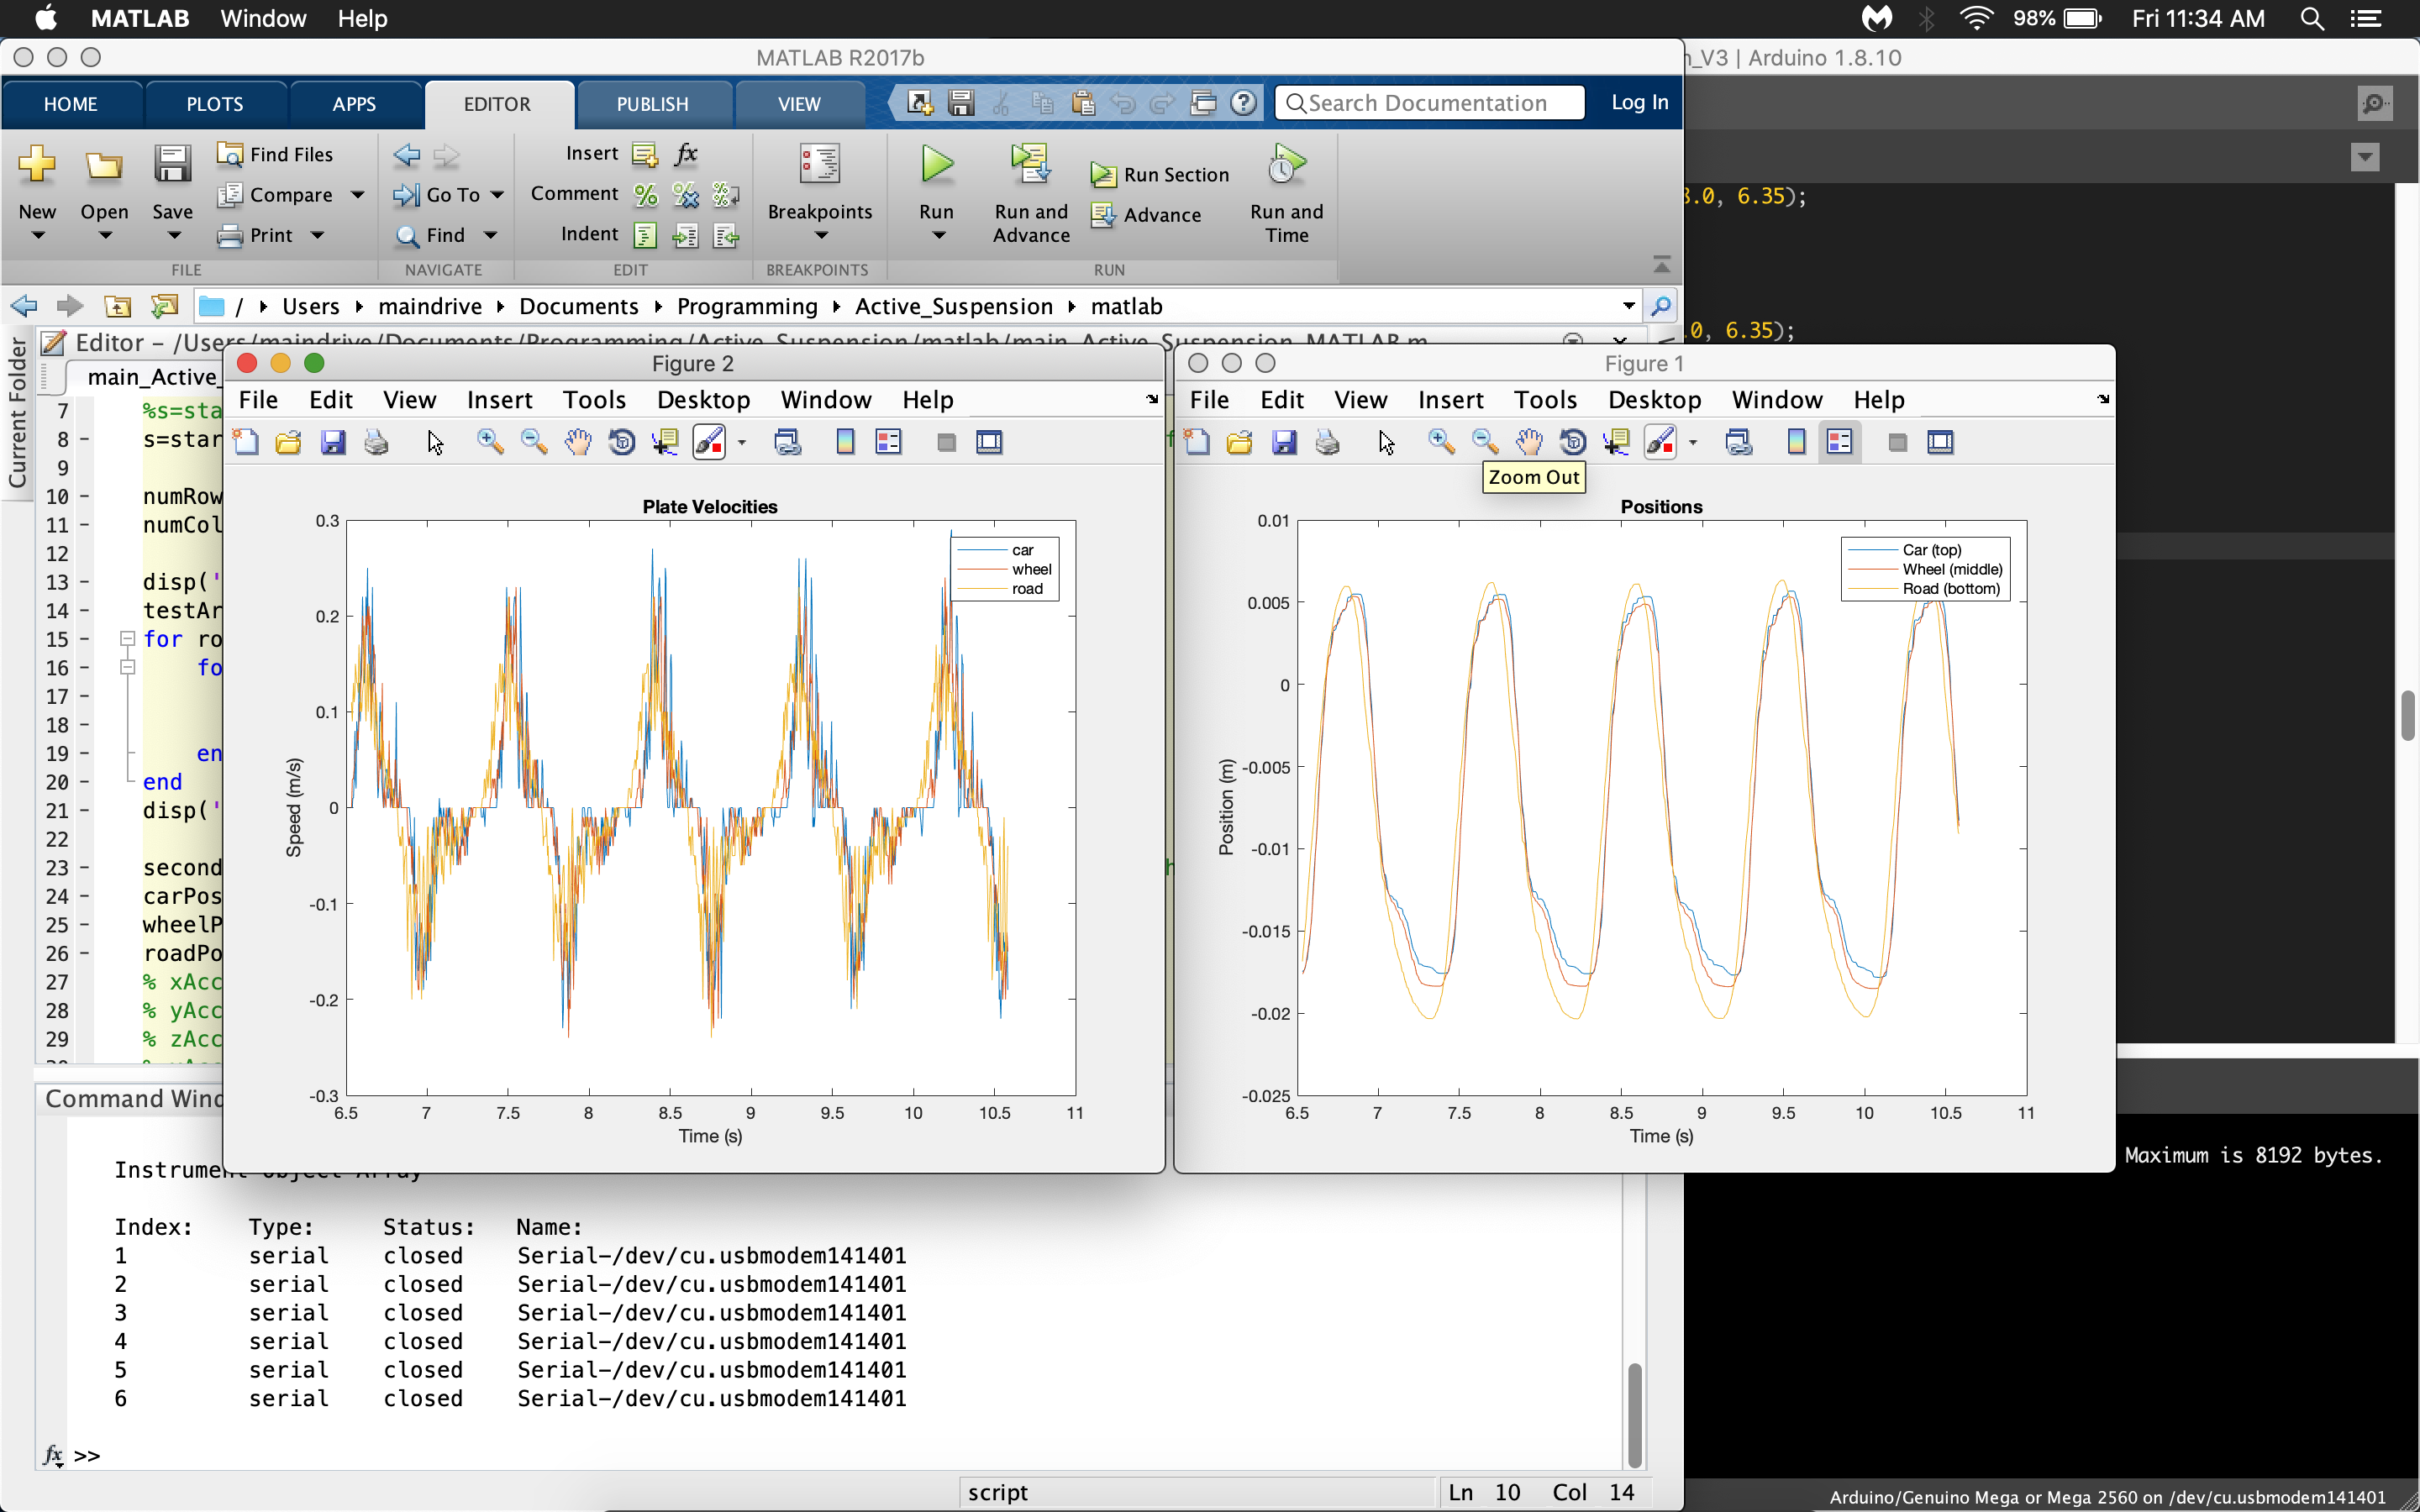 MATLAB Window Help 98% Fri 11:34 AM
MATLAB R2017b
n_V3 | Arduino 1.8.10
HOME PLOTS APPS EDITOR PUBLISH VIEW Search Documentation Log In
New Open Save Find Files Compare Print
Go To Find
Insert fx Comment Indent
Breakpoints
Run Run and Advance Run Section Advance Run and Time
FILE NAVIGATE EDIT BREAKPOINTS RUN
/ Users maindrive Documents Programming Active_Suspension matlab
8.0, 6.35);
.0, 6.35);
Current Folder
Editor – /Users/maindrive/Documents/Programming/Active_Suspension/matlab/main_Active_Suspension_MATLAB.m
main_Active_
7 %s=sta
8 – s=star
9
10 – numRow
11 – numCol
12
13 – disp('
14 – testAr
15 – for ro
16 – fo
17 –
18 –
19 – en
20 – end
21 – disp('
22
23 – second
24 – carPos
25 – wheelP
26 – roadPo
27 % xAcc
28 % yAcc
29 % zAcc
Figure 2
File Edit View Insert Tools Desktop Window Help
Plate Velocities
car
wheel
road
0.3
0.2
0.1
0
-0.1
-0.2
-0.3
Speed (m/s)
6.5 7 7.5 8 8.5 9 9.5 10 10.5 11
Time (s)
Figure 1
File Edit View Insert Tools Desktop Window Help
Zoom Out
Positions
Car (top)
Wheel (middle)
Road (bottom)
0.01
0.005
0
-0.005
-0.01
-0.015
-0.02
-0.025
Position (m)
6.5 7 7.5 8 8.5 9 9.5 10 10.5 11
Time (s)
Command Wind
Instrument Object Array
Index: Type: Status: Name:
1 serial closed Serial-/dev/cu.usbmodem141401
2 serial closed Serial-/dev/cu.usbmodem141401
3 serial closed Serial-/dev/cu.usbmodem141401
4 serial closed Serial-/dev/cu.usbmodem141401
5 serial closed Serial-/dev/cu.usbmodem141401
6 serial closed Serial-/dev/cu.usbmodem141401
fx >>
script Ln 10 Col 14
Maximum is 8192 bytes.
Arduino/Genuino Mega or Mega 2560 on /dev/cu.usbmodem141401